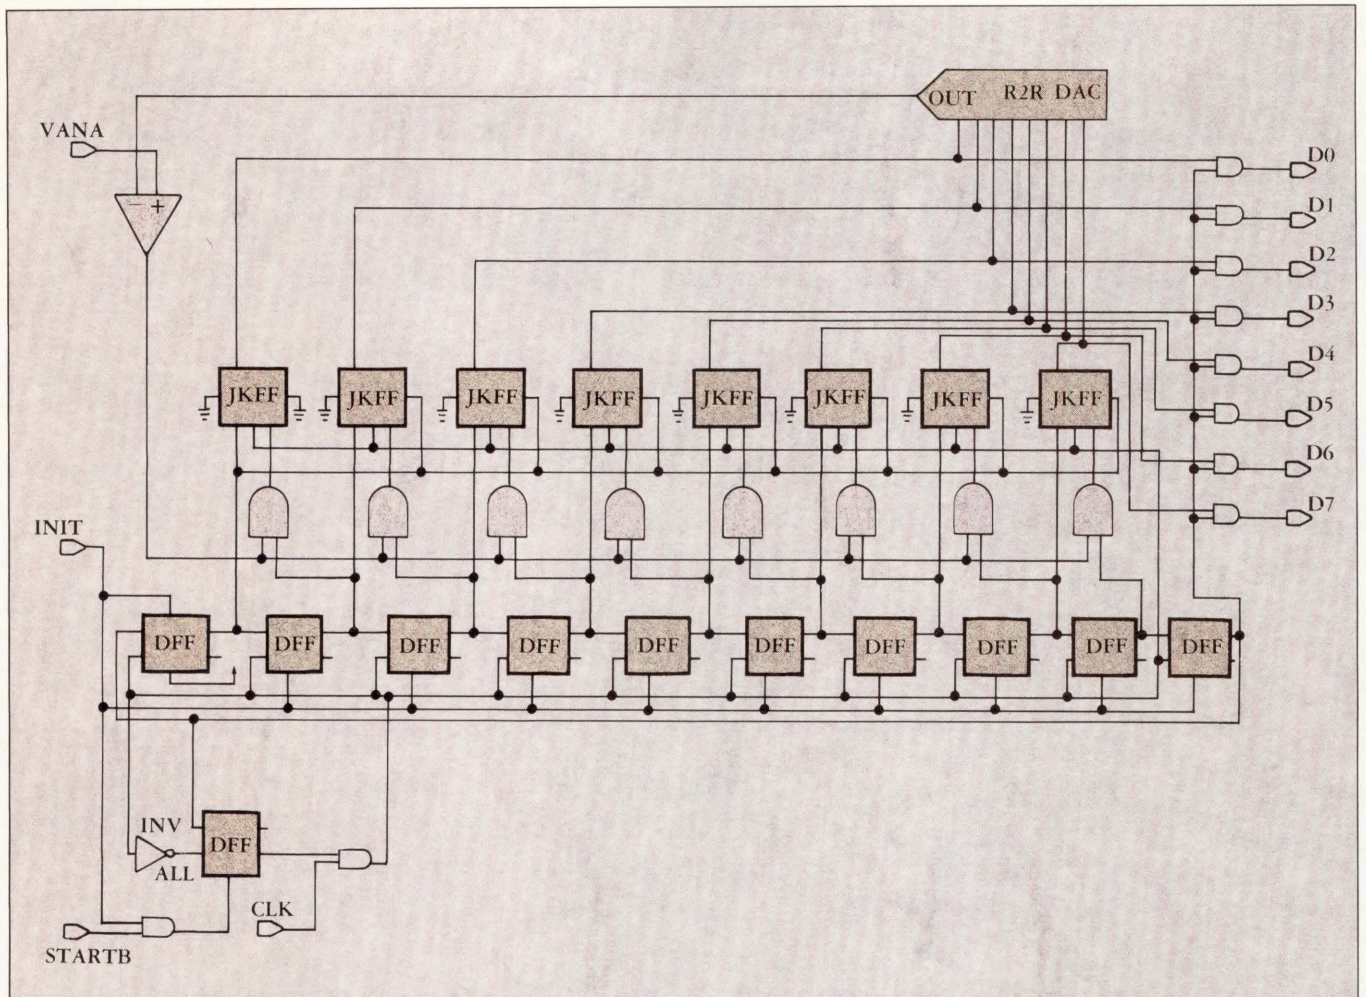 OUT R2R DAC
VANA
− +
D0
D1
D2
D3
D4
D5
D6
D7
JKFF JKFF JKFF JKFF JKFF JKFF JKFF JKFF
INIT
DFF DFF DFF DFF DFF DFF DFF DFF DFF DFF
INV
DFF
ALL
CLK
STARTB